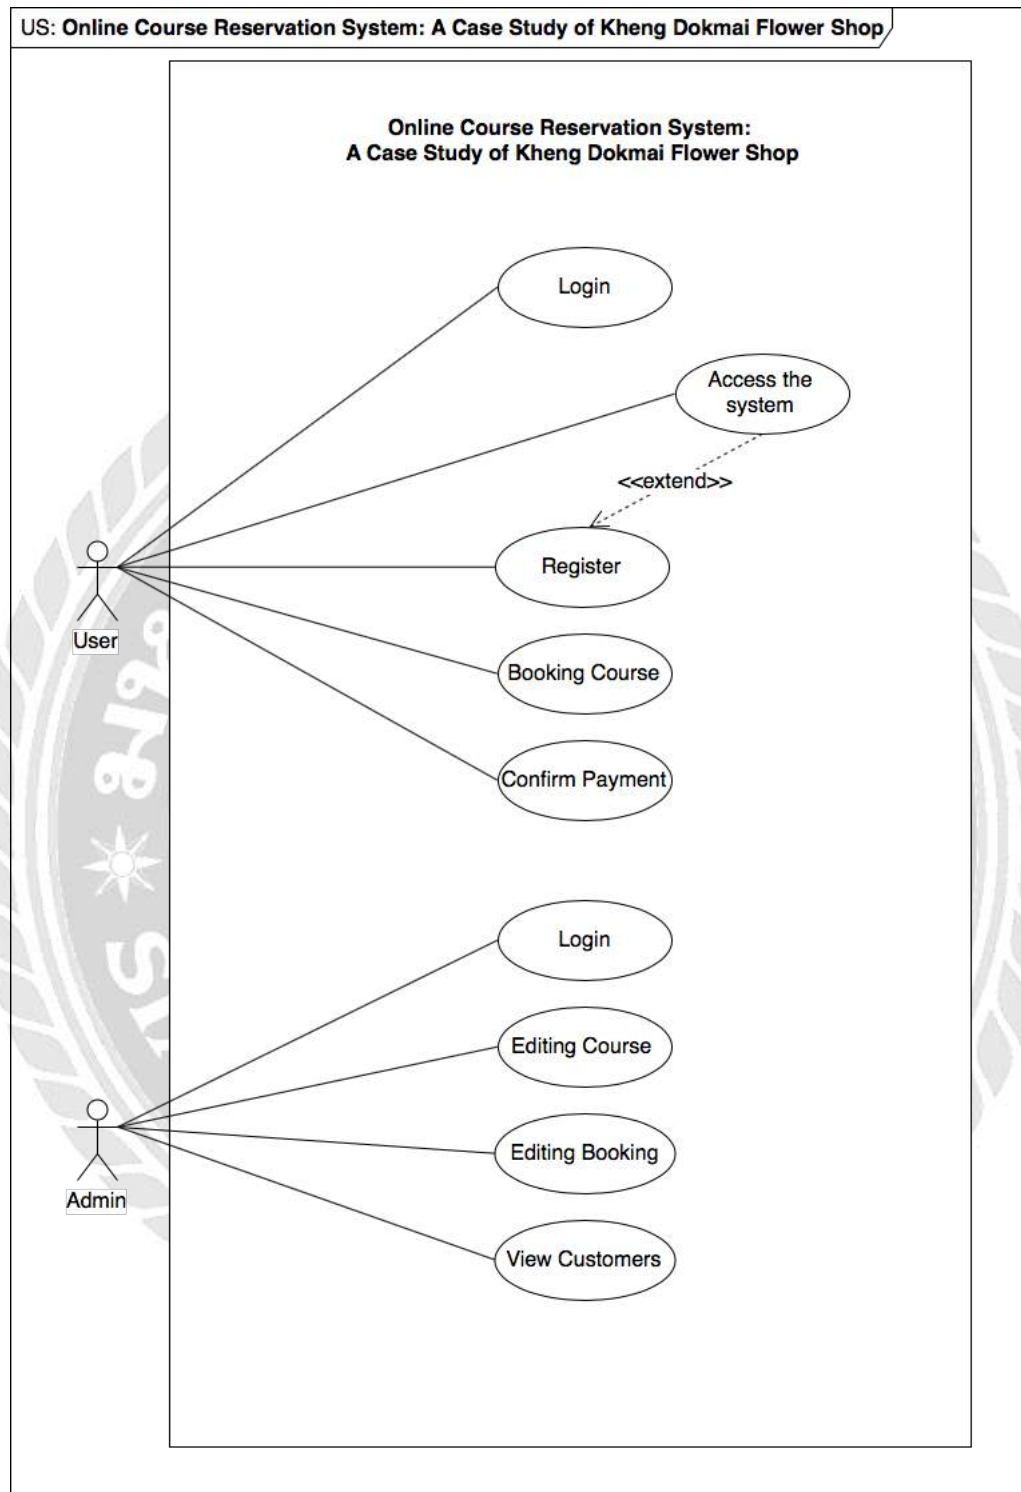 US: Online Course Reservation System: A Case Study of Kheng Dokmai Flower Shop
Online Course Reservation System:
A Case Study of Kheng Dokmai Flower Shop
Login
Access the
system
<<extend>>
Register
User
Booking Course
Confirm Payment
Login
Editing Course
Editing Booking
Admin
View Customers